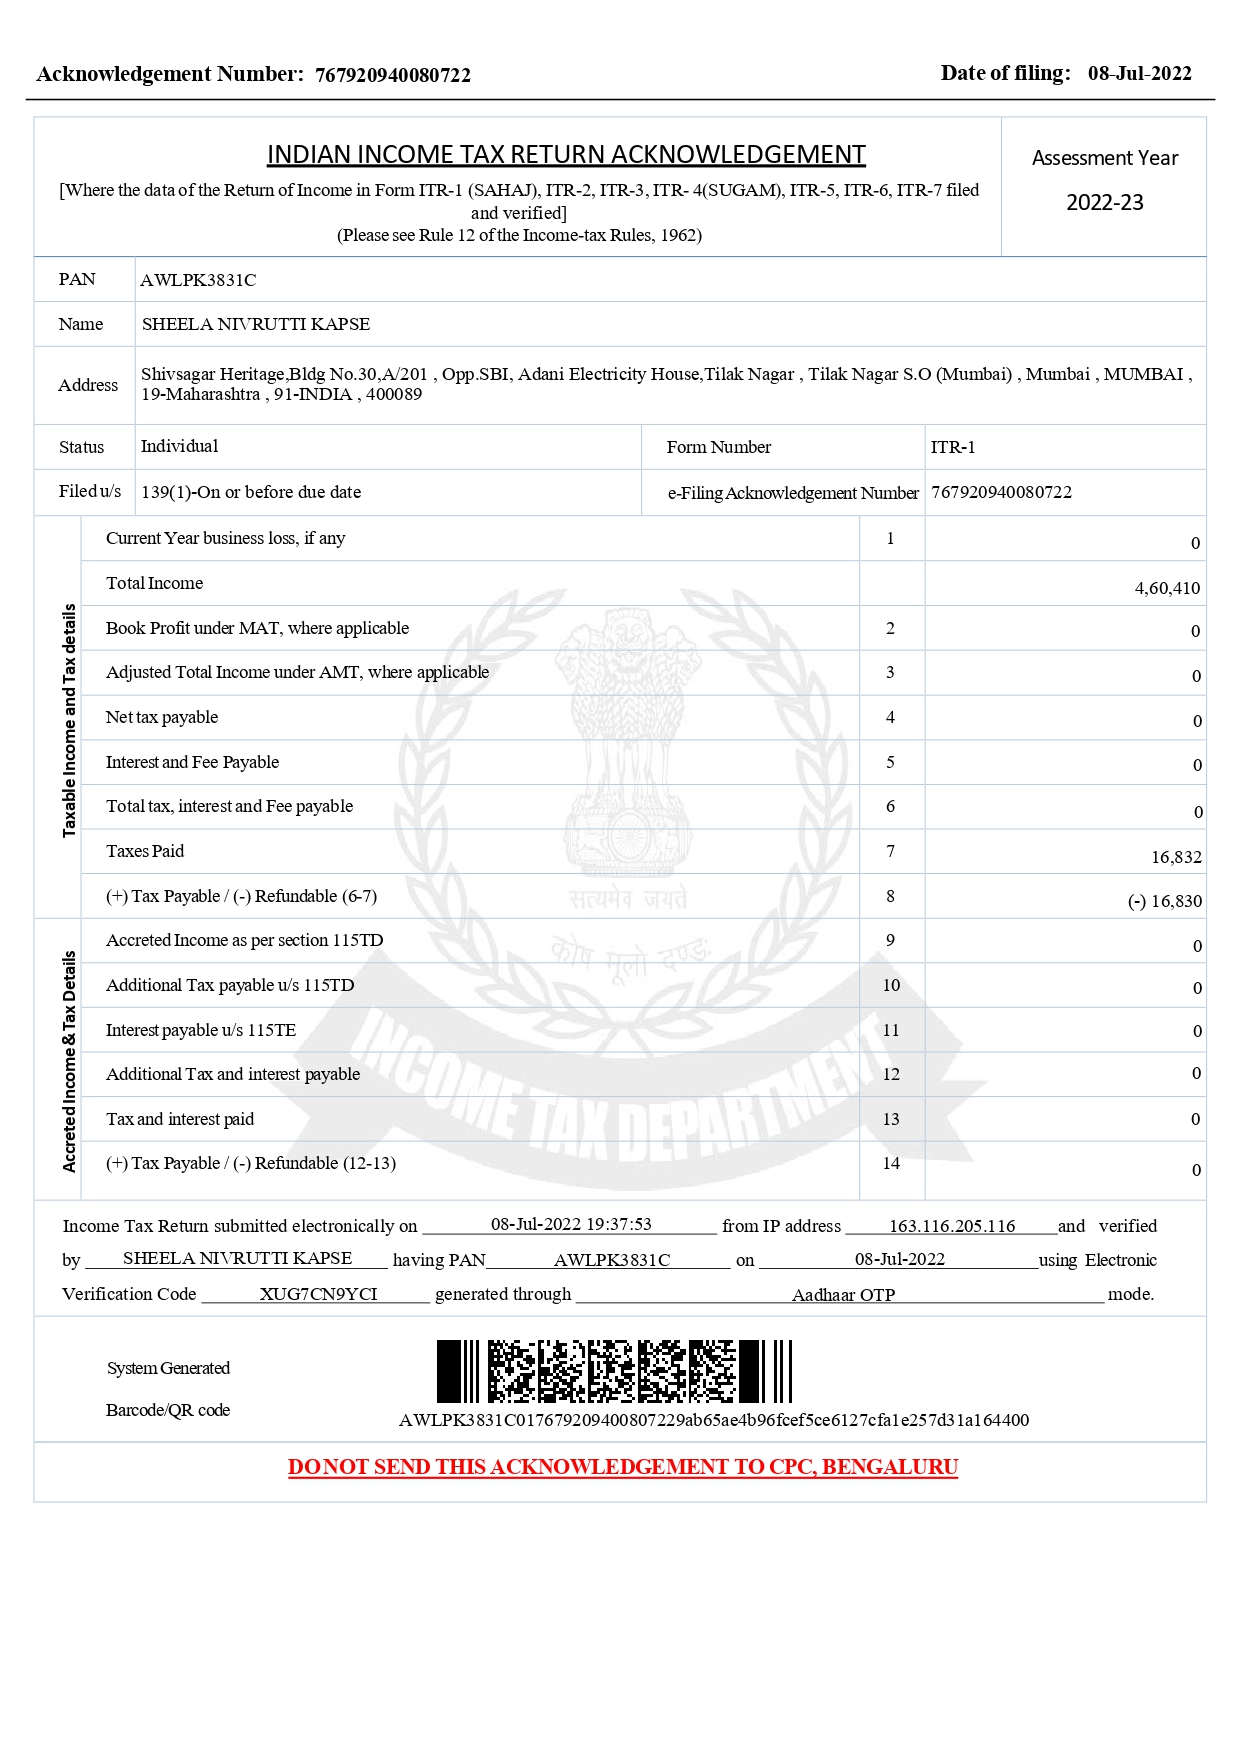 Acknowledgement Number: 767920940080722 Date of filing: 08-Jul-2022
INDIAN INCOME TAX RETURN ACKNOWLEDGEMENT
[Where the data of the Return of Income in Form ITR-1 (SAHAJ), ITR-2, ITR-3, ITR- 4(SUGAM), ITR-5, ITR-6, ITR-7 filed
and verified]
(Please see Rule 12 of the Income-tax Rules, 1962)
Assessment Year
2022-23
PAN AWLPK3831C
Name SHEELA NIVRUTTI KAPSE
Address Shivsagar Heritage,Bldg No.30,A/201 , Opp.SBI, Adani Electricity House,Tilak Nagar , Tilak Nagar S.O (Mumbai) , Mumbai , MUMBAI ,
19-Maharashtra , 91-INDIA , 400089
Status Individual Form Number ITR-1
Filed u/s 139(1)-On or before due date e-Filing Acknowledgement Number 767920940080722
Taxable Income and Tax details
Current Year business loss, if any 1 0
Total Income 4,60,410
Book Profit under MAT, where applicable 2 0
Adjusted Total Income under AMT, where applicable 3 0
Net tax payable 4 0
Interest and Fee Payable 5 0
Total tax, interest and Fee payable 6 0
Taxes Paid 7 16,832
(+) Tax Payable / (-) Refundable (6-7) 8 (-) 16,830
सत्यमेव जयते
Accreted Income & Tax Details
Accreted Income as per section 115TD 9 0
कोष मूलो दण्डः
Additional Tax payable u/s 115TD 10 0
Interest payable u/s 115TE 11 0
Additional Tax and interest payable 12 0
INCOME TAX DEPARTMENT
Tax and interest paid 13 0
(+) Tax Payable / (-) Refundable (12-13) 14 0
Income Tax Return submitted electronically on 08-Jul-2022 19:37:53 from IP address 163.116.205.116 and verified
by SHEELA NIVRUTTI KAPSE having PAN AWLPK3831C on 08-Jul-2022 using Electronic
Verification Code XUG7CN9YCI generated through Aadhaar OTP mode.
System Generated
Barcode/QR code
AWLPK3831C017679209400807229ab65ae4b96fcef5ce6127cfa1e257d31a164400
DO NOT SEND THIS ACKNOWLEDGEMENT TO CPC, BENGALURU